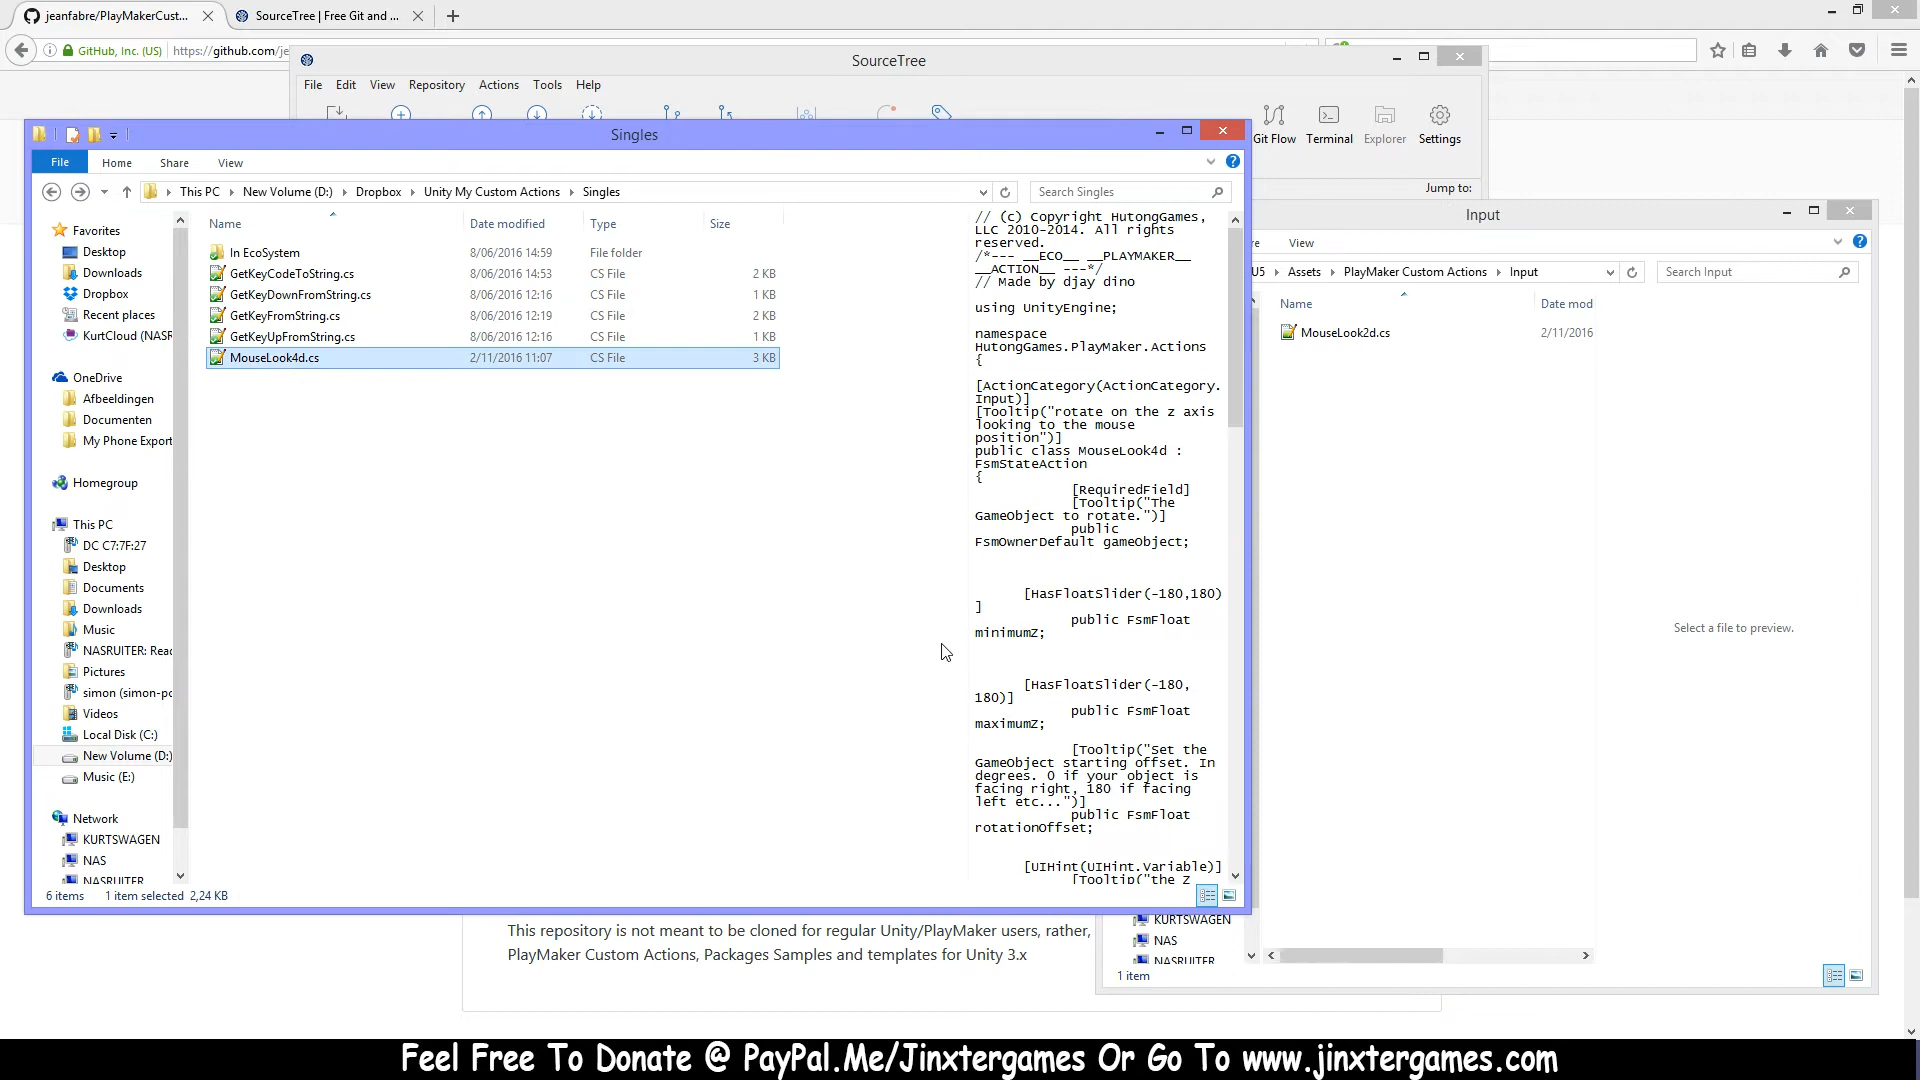 jeanfabre/PlayMakerCust...
SourceTree | Free Git and ...
GitHub, Inc. (US)
https://github.com/je
SourceTree
File Edit View Repository Actions Tools Help
Git Flow Terminal Explorer Settings
Jump to:
Singles
File Home Share View
This PC New Volume (D:) Dropbox Unity My Custom Actions Singles
Search Singles
Name Date modified Type Size
In EcoSystem 8/06/2016 14:59 File folder
GetKeyCodeToString.cs 8/06/2016 14:53 CS File 2 KB
GetKeyDownFromString.cs 8/06/2016 12:16 CS File 1 KB
GetKeyFromString.cs 8/06/2016 12:19 CS File 2 KB
GetKeyUpFromString.cs 8/06/2016 12:16 CS File 1 KB
MouseLook4d.cs 2/11/2016 11:07 CS File 3 KB
Favorites
Desktop
Downloads
Dropbox
Recent places
KurtCloud (NASR
OneDrive
Afbeeldingen
Documenten
My Phone Export
Homegroup
This PC
DC C7:7F:27
Desktop
Documents
Downloads
Music
NASRUITER: Rea
Pictures
simon (simon-pc
Videos
Local Disk (C:)
New Volume (D:)
Music (E:)
Network
KURTSWAGEN
NAS
NASRUITER
6 items 1 item selected 2,24 KB
// (c) Copyright HutongGames,
LLC 2010-2014. All rights
reserved.
/*--- __ECO__ __PLAYMAKER__
__ACTION__ ---*/
// Made by djay dino
using UnityEngine;
namespace
HutongGames.PlayMaker.Actions
{
[ActionCategory(ActionCategory.
Input)]
[Tooltip("rotate on the z axis
looking to the mouse
position")]
public class MouseLook4d :
FsmStateAction
{
[RequiredField]
[Tooltip("The
GameObject to rotate.")]
public
FsmOwnerDefault gameObject;
[HasFloatSlider(-180,180)
]
public FsmFloat
minimumZ;
[HasFloatSlider(-180,
180)]
public FsmFloat
maximumZ;
[Tooltip("Set the
GameObject starting offset. In
degrees. 0 if your object is
facing right, 180 if facing
left etc...")]
public FsmFloat
rotationOffset;
[UIHint(UIHint.Variable)]
[Tooltip("the Z
Input
re View
U5 Assets PlayMaker Custom Actions Input
Search Input
Name Date mod
MouseLook2d.cs 2/11/2016
Select a file to preview.
KURTSWAGEN
NAS
NASRUITER
1 item
This repository is not meant to be cloned for regular Unity/PlayMaker users, rather,
PlayMaker Custom Actions, Packages Samples and templates for Unity 3.x
Feel Free To Donate @ PayPal.Me/Jinxtergames Or Go To www.jinxtergames.com